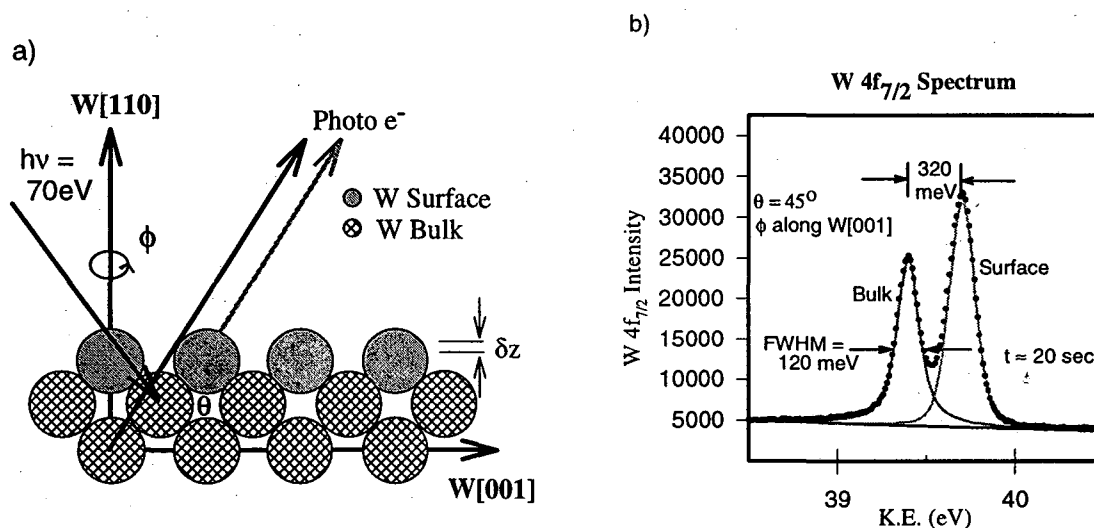 a)
W[110]
hν =
70eV
ϕ
Photo e⁻
W Surface
W Bulk
δz
θ
W[001]
b)
W 4f7/2 Spectrum
W 4f7/2 Intensity
40000
35000
30000
25000
20000
15000
10000
5000
320
meV
θ = 45°
ϕ along W[001]
Surface
Bulk
FWHM =
120 meV
t ≈ 20 sec
39
40
K.E. (eV)